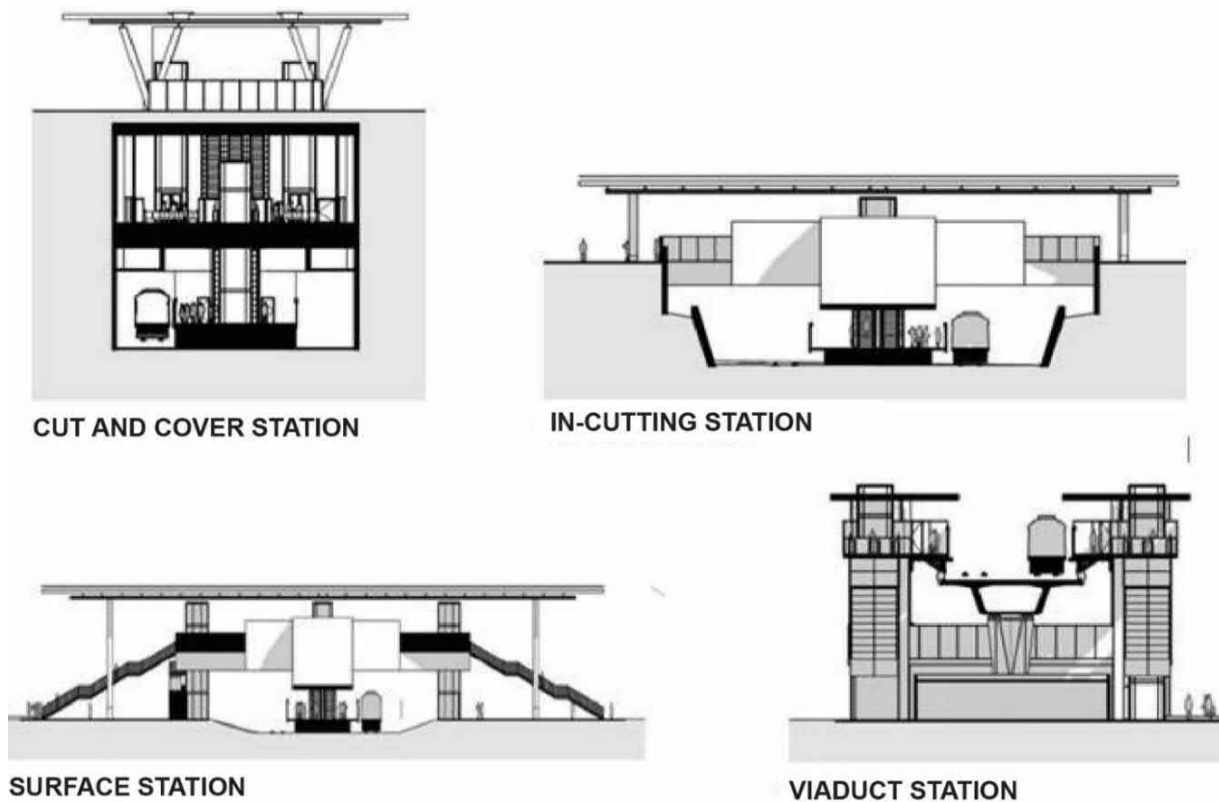 CUT AND COVER STATION
IN-CUTTING STATION
SURFACE STATION
VIADUCT STATION